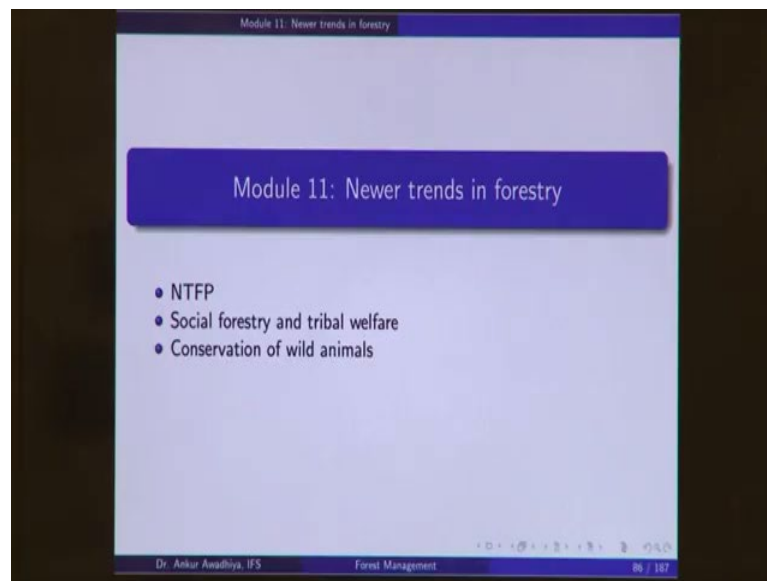 Module 11: Newer trends in forestry
Module 11: Newer trends in forestry
NTFP
Social forestry and tribal welfare
Conservation of wild animals
Dr. Ankur Awadhiya, IFS Forest Management 86 / 187